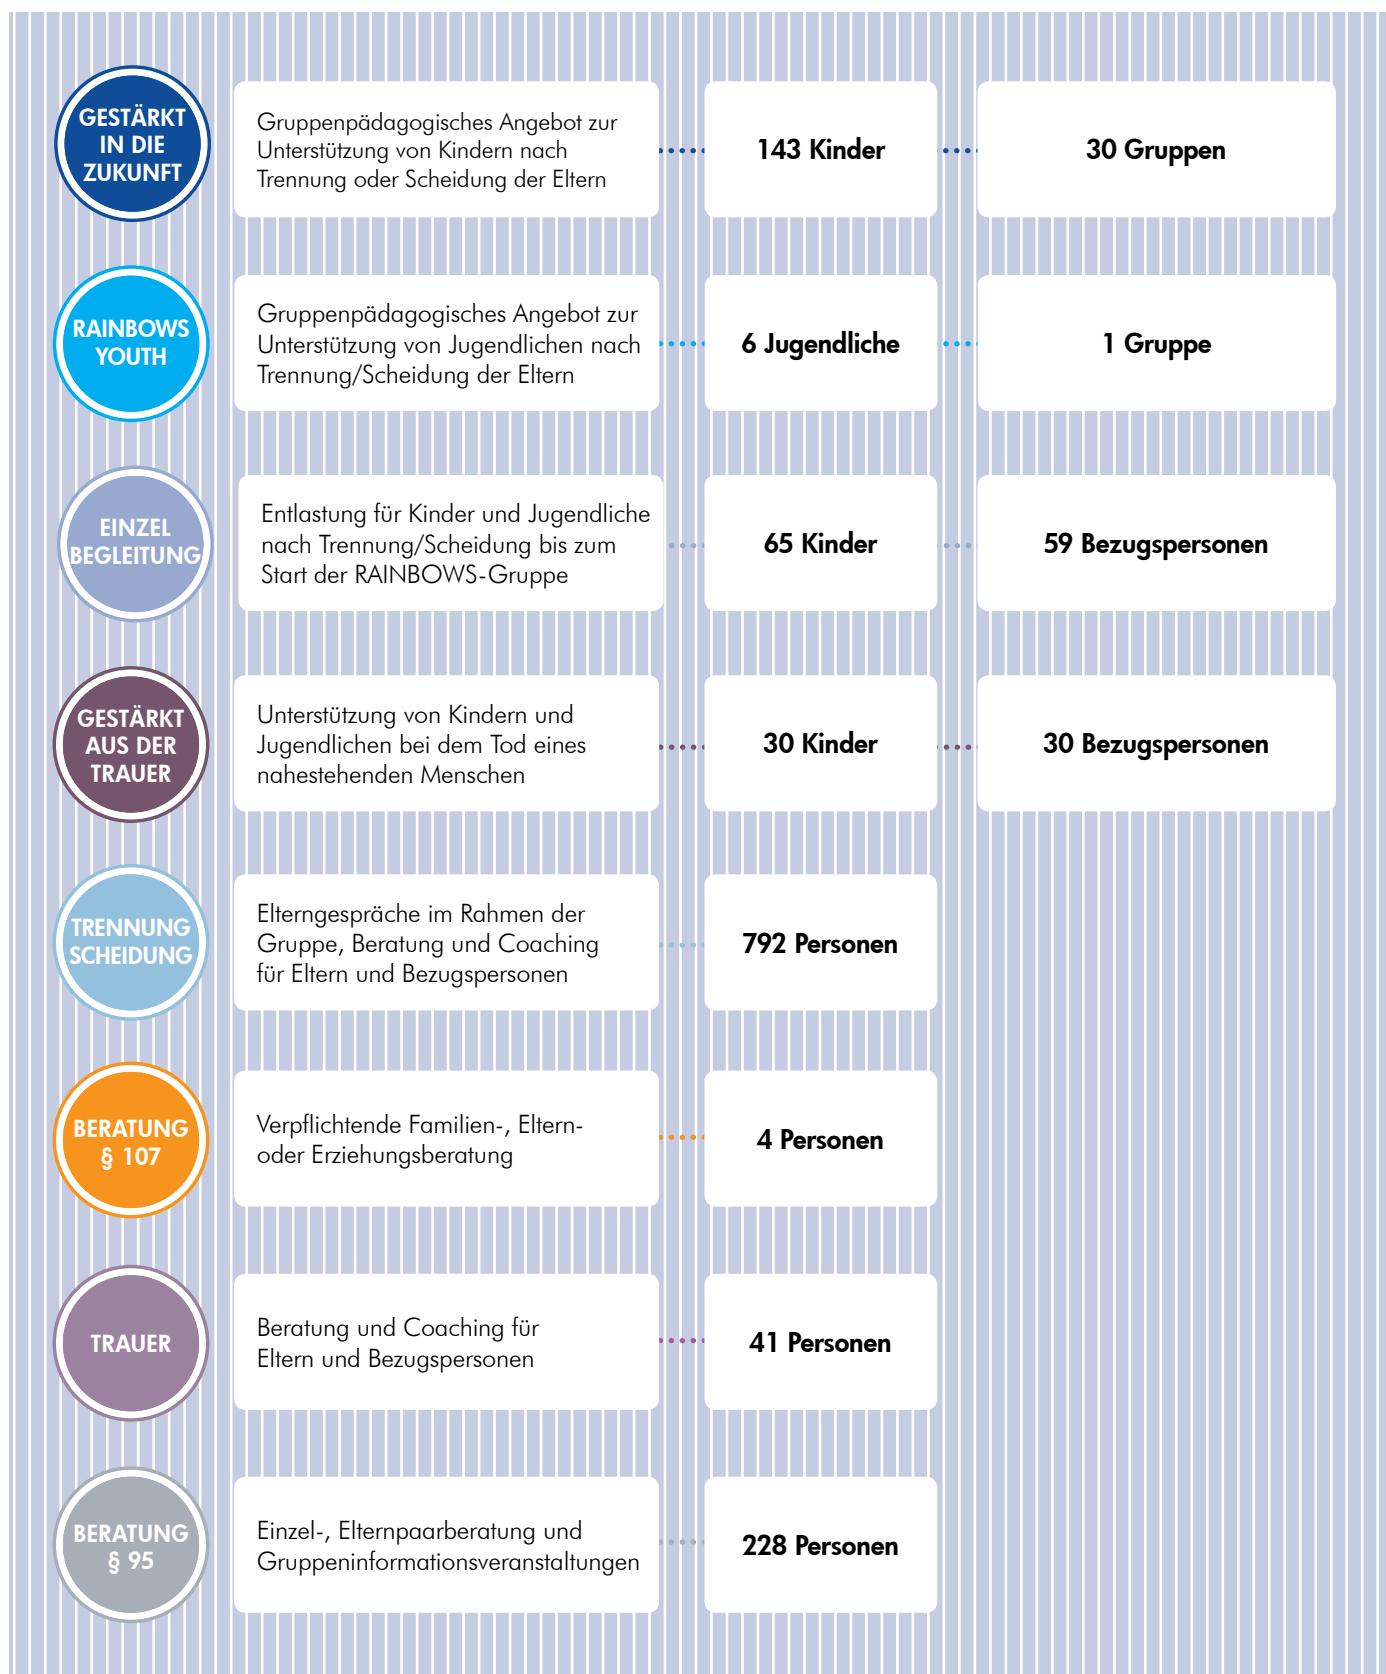 GESTÄRKT
IN DIE
ZUKUNFT
Gruppenpädagogisches Angebot zur
Unterstützung von Kindern nach
Trennung oder Scheidung der Eltern
143 Kinder
30 Gruppen
RAINBOWS
YOUTH
Gruppenpädagogisches Angebot zur
Unterstützung von Jugendlichen nach
Trennung/Scheidung der Eltern
6 Jugendliche
1 Gruppe
EINZEL
BEGLEITUNG
Entlastung für Kinder und Jugendliche
nach Trennung/Scheidung bis zum
Start der RAINBOWS-Gruppe
65 Kinder
59 Bezugspersonen
GESTÄRKT
AUS DER
TRAUER
Unterstützung von Kindern und
Jugendlichen bei dem Tod eines
nahestehenden Menschen
30 Kinder
30 Bezugspersonen
TRENNUNG
SCHEIDUNG
Elterngespräche im Rahmen der
Gruppe, Beratung und Coaching
für Eltern und Bezugspersonen
792 Personen
BERATUNG
§ 107
Verpflichtende Familien-, Eltern-
oder Erziehungsberatung
4 Personen
TRAUER
Beratung und Coaching für
Eltern und Bezugspersonen
41 Personen
BERATUNG
§ 95
Einzel-, Elternpaarberatung und
Gruppeninformationsveranstaltungen
228 Personen